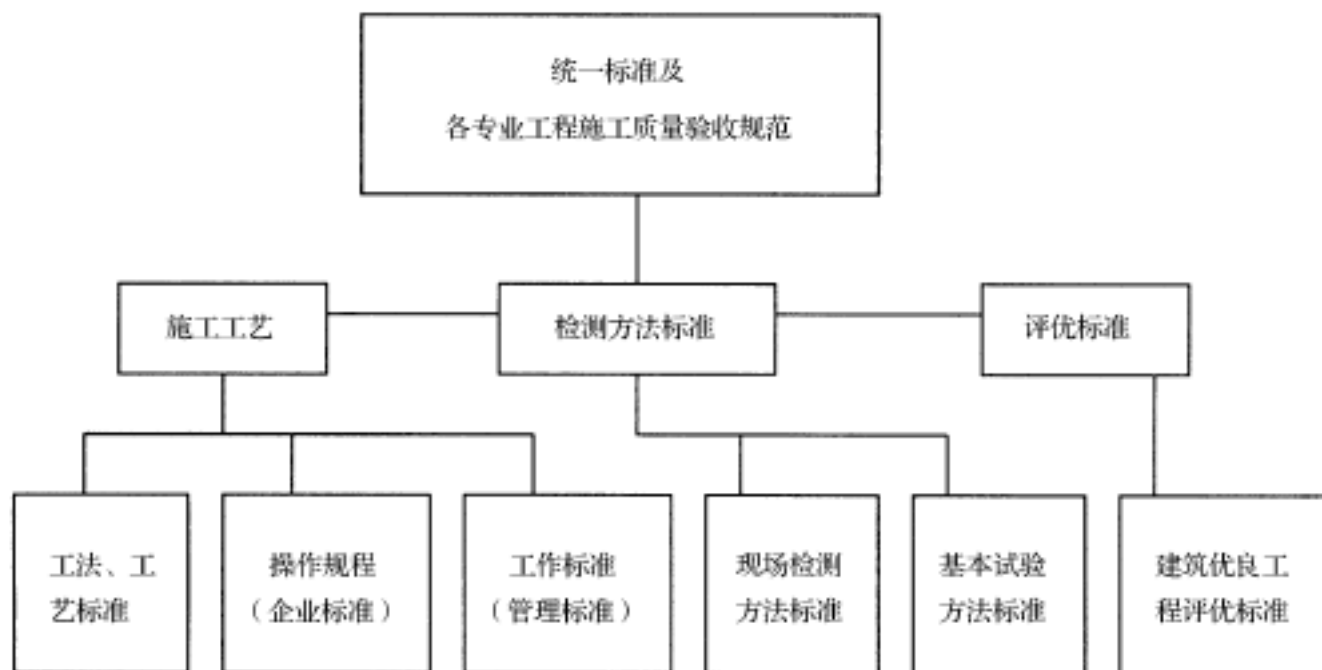 统一标准及
各专业工程施工质量验收规范
施工工艺
检测方法标准
评优标准
工法、工
艺标准
操作规程
（企业标准）
工作标准
（管理标准）
现场检测
方法标准
基本试验
方法标准
建筑优良工
程评优标准